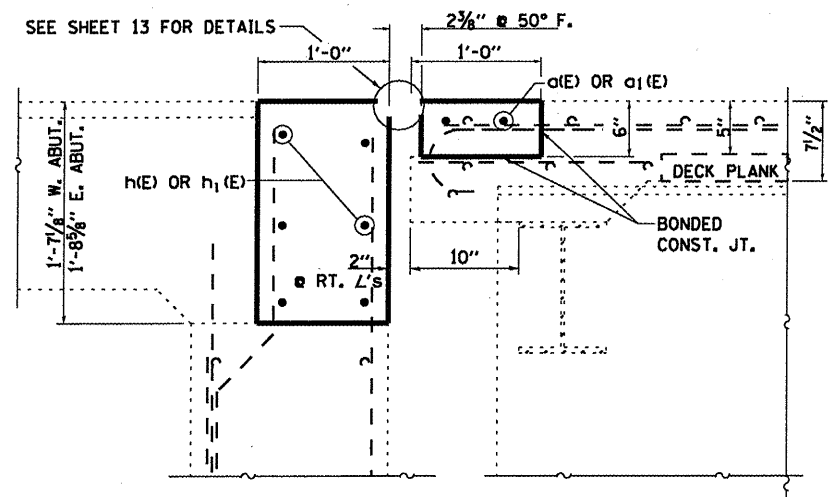 SEE SHEET 13 FOR DETAILS
2⅜" @ 50° F.
1'-0"
1'-0"
a(E) OR a1(E)
1'-7⅛" W. ABUT.
1'-8⅝" E. ABUT.
h(E) OR h1(E)
6"
5"
7½"
DECK PLANK
BONDED
CONST. JT.
2"
@ RT. ∠'s
10"